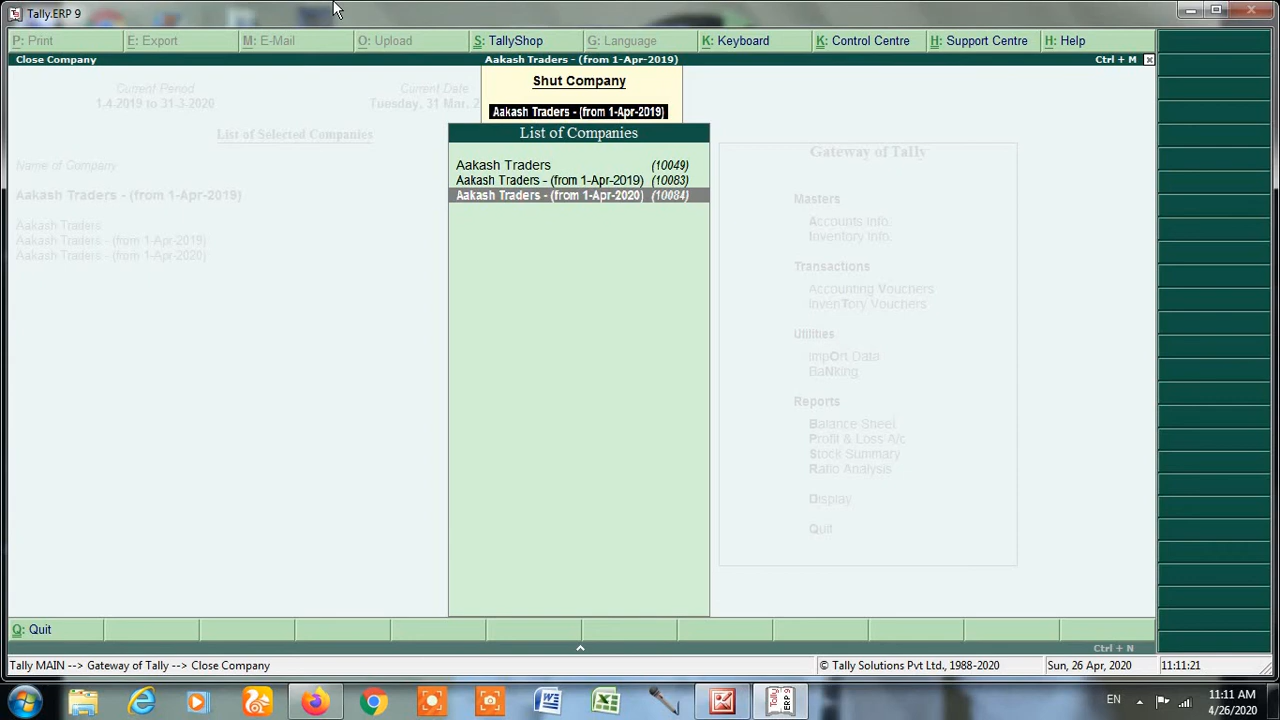 Tally.ERP 9
P: Print
E: Export
M: E-Mail
O: Upload
S: TallyShop
G: Language
K: Keyboard
K: Control Centre
H: Support Centre
H: Help
Close Company
Aakash Traders - (from 1-Apr-2019)
Ctrl + M
Current Period
1-4-2019 to 31-3-2020
Current Date
Tuesday, 31 Mar, 2
List of Selected Companies
Name of Company
Aakash Traders - (from 1-Apr-2019)
Aakash Traders
Aakash Traders - (from 1-Apr-2019)
Aakash Traders - (from 1-Apr-2020)
Shut Company
Aakash Traders - (from 1-Apr-2019)
List of Companies
Aakash Traders (10049)
Aakash Traders - (from 1-Apr-2019) (10083)
Aakash Traders - (from 1-Apr-2020) (10084)
Gateway of Tally
Masters
Accounts Info.
Inventory Info.
Transactions
Accounting Vouchers
InvenTory Vouchers
Utilities
ImpOrt Data
BaNking
Reports
Balance Sheet
Profit & Loss A/c
Stock Summary
Ratio Analysis
Display
Quit
Q: Quit
Ctrl + N
Tally MAIN --> Gateway of Tally --> Close Company
© Tally Solutions Pvt Ltd., 1988-2020
Sun, 26 Apr, 2020
11:11:21
EN
11:11 AM
4/26/2020